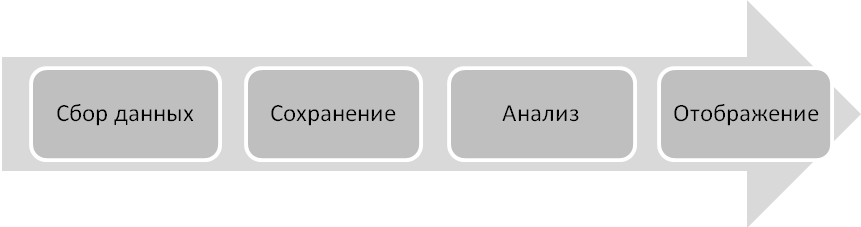 Сбор данных
Сохранение
Анализ
Отображение